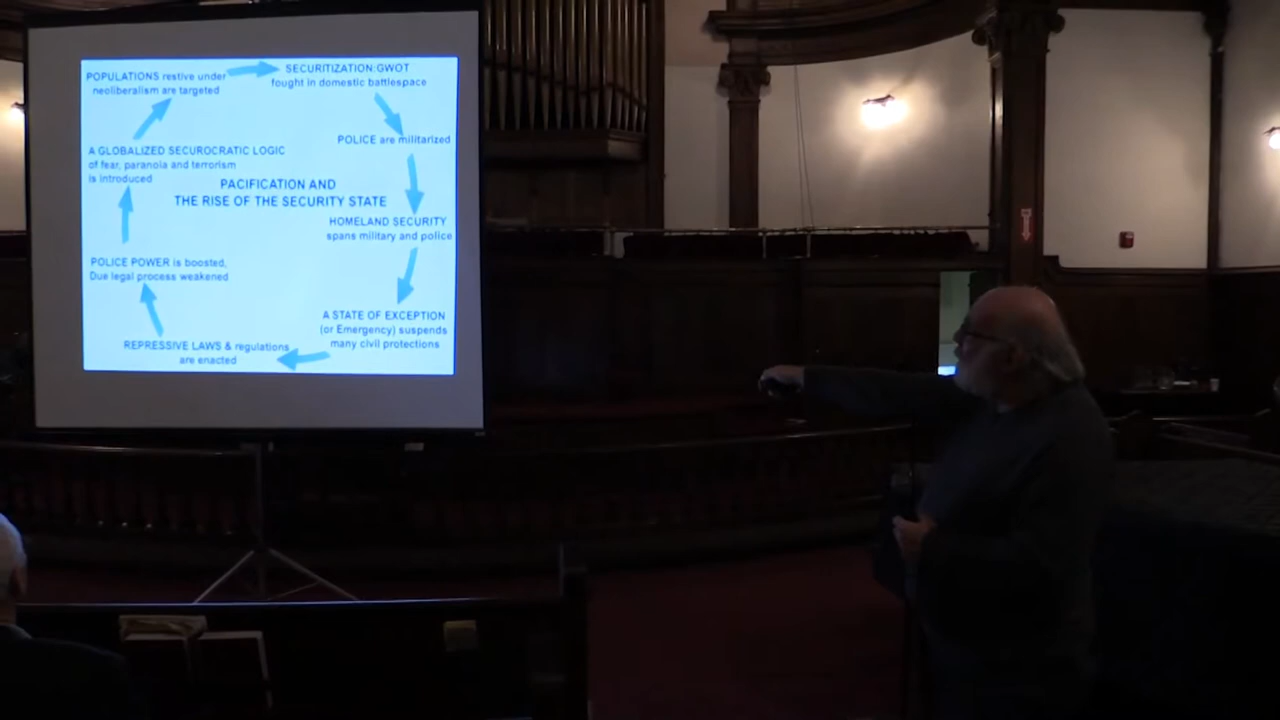 POPULATIONS restive under
neoliberalism are targeted
SECURITIZATION:GWOT
fought in domestic battlespace
POLICE are militarized
A GLOBALIZED SECUROCRATIC LOGIC
of fear, paranoia and terrorism
is introduced
PACIFICATION AND
THE RISE OF THE SECURITY STATE
HOMELAND SECURITY
spans military and police
POLICE POWER is boosted,
Due legal process weakened
A STATE OF EXCEPTION
(or Emergency) suspends
many civil protections
REPRESSIVE LAWS & regulations
are enacted